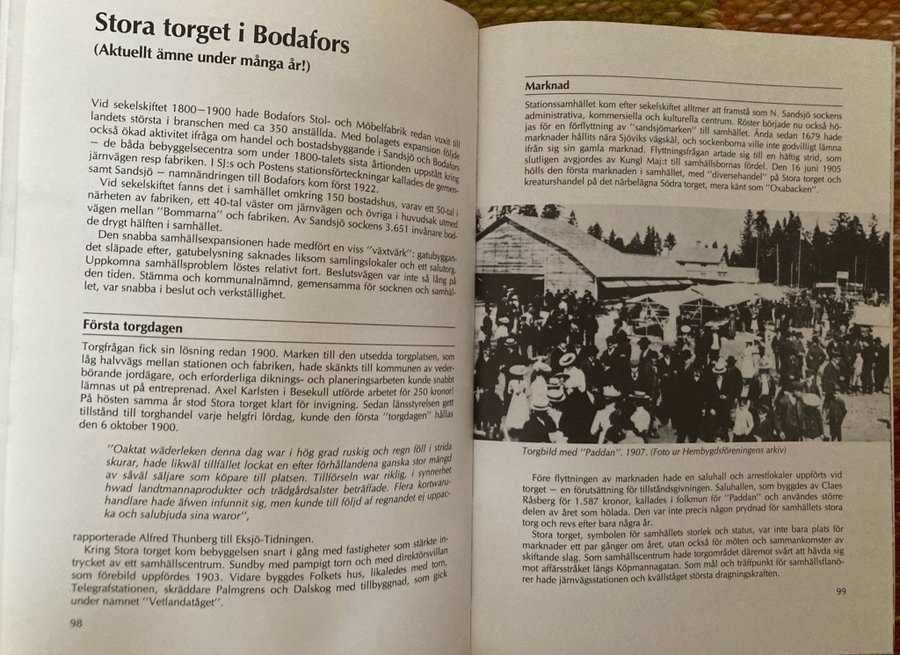 Stora torget i Bodafors
(Aktuellt ämne under många år!)
Vid sekelskiftet 1800–1900 hade Bodafors Stol- och Möbelfabrik redan vuxit till
landets största i branschen med ca 350 anställda. Med bolagets expansion följde
också ökad aktivitet ifråga om handel och bostadsbyggande i Sandsjö och Bodafors
– de båda bebyggelsecentra som under 1800-talets sista årtionden uppstått kring
järnvägen resp fabriken. I SJ:s och Postens stationsförteckningar kallades de gemen-
samt Sandsjö – namnändringen till Bodafors kom först 1922.
Vid sekelskiftet fanns det i samhället omkring 150 bostadshus, varav ett 50-tal i
närheten av fabriken, ett 40-tal väster om järnvägen och övriga i huvudsak utmed
vägen mellan "Bommarna" och fabriken. Av Sandsjö sockens 3.651 invånare bod-
de drygt hälften i samhället.
Den snabba samhällsexpansionen hade medfört en viss "växtvärk": gatubyggan-
det släpade efter, gatubelysning saknades liksom samlingslokaler och ett salutorg.
Uppkomna samhällsproblem löstes relativt fort. Beslutsvägen var inte så lång på
den tiden. Stämma och kommunalnämnd, gemensamma för socknen och samhäl-
let, var snabba i beslut och verkställighet.
Första torgdagen
Torgfrågan fick sin lösning redan 1900. Marken till den utsedda torgplatsen, som
låg halvvägs mellan stationen och fabriken, hade skänkts till kommunen av veder-
börande jordägare, och erforderliga diknings- och planeringsarbeten kunde snabbt
lämnas ut på entreprenad. Axel Karlsten i Besekull utförde arbetet för 250 kronor!
På hösten samma år stod Stora torget klart för invigning. Sedan länsstyrelsen gett
tillstånd till torghandel varje helgfri lördag, kunde den första "torgdagen" hållas
den 6 oktober 1900.
"Oaktat wäderleken denna dag war i hög grad ruskig och regn föll i strida
skurar, hade likwäl tillfället lockat en efter förhållandena ganska stor mängd
av såväl säljare som köpare till platsen. Tillförseln war riklig, i synnerhet
hwad landtmannaprodukter och trädgårdsalster beträffade. Flera kortwaru-
handlare hade äfwen infunnit sig, men kunde till följd af regnandet ej uppac-
ka och salubjuda sina waror",
rapporterade Alfred Thunberg till Eksjö-Tidningen.
Kring Stora torget kom bebyggelsen snart i gång med fastigheter som stärkte in-
trycket av ett samhällscentrum. Sundby med pampigt torn och med direktörsvillan
som förebild uppfördes 1903. Vidare byggdes Folkets hus, likaledes med torn,
Telegrafstationen, skräddare Palmgrens och Dalskog med tillbyggnad, som gick
under namnet "Vetlandatåget".
98
Marknad
Stationssamhället kom efter sekelskiftet alltmer att framstå som N. Sandsjö sockens
administrativa, kommersiella och kulturella centrum. Röster började nu också hö-
jas för en förflyttning av "sandsjömarken" till samhället. Ända sedan 1679 hade
marknader hållits nära Sjöviks vägskäl, och sockenborna ville inte godvilligt lämna
ifrån sig sin gamla marknad. Flyttningsfrågan artade sig till en häftig strid, som
slutligen avgjordes av Kungl Maj:t till samhällsbornas fördel. Den 16 juni 1905
hölls den första marknaden i samhället, med "diversehandel" på Stora torget och
kreaturshandel på det närbelägna Södra torget, mera känt som "Oxabacken".
Torgbild med "Paddan". 1907. (Foto ur Hembygdsföreningens arkiv)
Före flyttningen av marknaden hade en saluhall och arrestlokaler uppförts vid
torget – en förutsättning för tillståndsgivningen. Saluhallen, som byggdes av Claes
Råsberg för 1.587 kronor, kallades i folkmun för "Paddan" och användes större
delen av året som hölada. Den var inte precis någon prydnad för samhällets stora
torg och revs efter bara några år.
Stora torget, symbolen för samhällets storlek och status, var inte bara plats för
marknader ett par gånger om året, utan också för möten och sammankomster av
skiftande slag. Som samhällscentrum hade torgområdet däremot svårt att hävda sig
mot affärsstråket längs Köpmannagatan. Som mål och träffpunkt för samhällsflanö-
rer hade järnvägsstationen och kvällståget största dragningskraften.
99